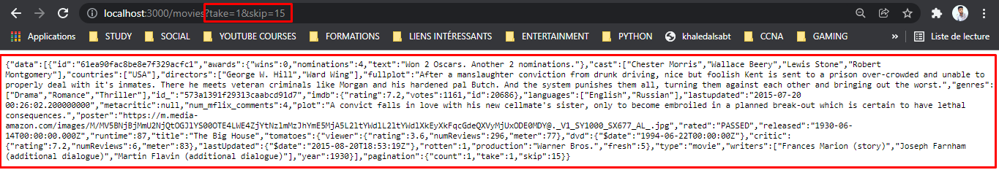 localhost:3000/movies?take=1&skip=15
Applications STUDY SOCIAL YOUTUBE COURSES FORMATIONS LIENS INTÉRESSANTS ENTERTAINMENT PYTHON khaledalsabt CCNA GAMING » Liste de lecture
{"data":[{"id":"61ea90fac8be8e7f329acfc1","awards":{"wins":0,"nominations":4,"text":"Won 2 Oscars. Another 2 nominations."},"cast":["Chester Morris","Wallace Beery","Lewis Stone","Robert
Montgomery"],"countries":["USA"],"directors":["George W. Hill","Ward Wing"],"fullplot":"After a manslaughter conviction from drunk driving, nice but foolish Kent is sent to a prison over-crowded and unable to
properly deal with it's inmates. There he meets veteran criminals like Morgan and his hardened pal Butch. And the system punishes them all, turning them against each other and bringing out the worst.","genres":
["Drama","Romance","Thriller"],"id_":"573a1391f29313caabcd91d7","imdb":{"rating":7.2,"votes":1161,"id":20686},"languages":["English","Russian"],"lastupdated":"2015-07-20
00:26:02.200000000","metacritic":null,"num_mflix_comments":4,"plot":"A convict falls in love with his new cellmate's sister, only to become embroiled in a planned break-out which is certain to have lethal
consequences.","poster":"https://m.media-
amazon.com/images/M/MV5BNjBjMmU2NjQtOGJlYS00OTE4LWE4ZjYtNzlmMzJhYmE5MjA5L2ltYWdlL2ltYWdlXkEyXkFqcGdeQXVyMjUxODE0MDY@._V1_SY1000_SX677_AL_.jpg","rated":"PASSED","released":"1930-06-
14T00:00:00.000Z","runtime":87,"title":"The Big House","tomatoes":{"viewer":{"rating":3.6,"numReviews":296,"meter":77},"dvd":{"$date":"1994-06-22T00:00:00Z"},"critic":
{"rating":7.2,"numReviews":6,"meter":83},"lastUpdated":{"$date":"2015-08-20T18:53:19Z"},"rotten":1,"production":"Warner Bros.","fresh":5},"type":"movie","writers":["Frances Marion (story)","Joseph Farnham
(additional dialogue)","Martin Flavin (additional dialogue)"],"year":1930}],"pagination":{"count":1,"take":1,"skip":15}}